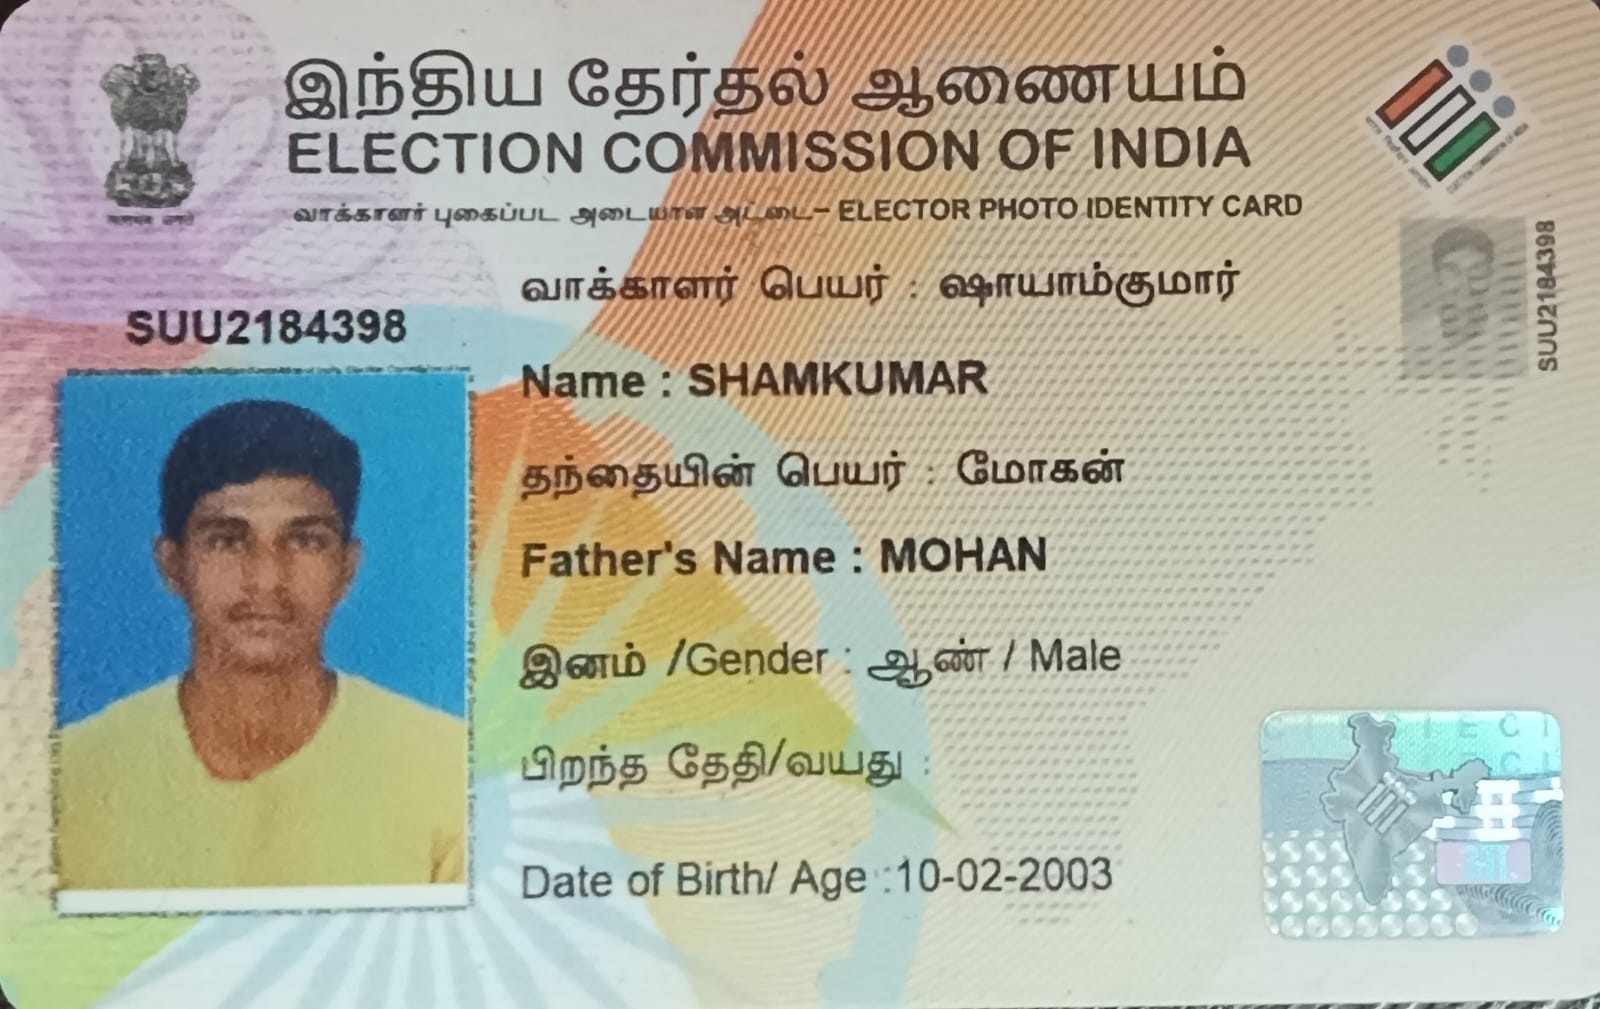 இந்திய தேர்தல் ஆணையம்
ELECTION COMMISSION OF INDIA
வாக்காளர் புகைப்பட அடையாள அட்டை- ELECTOR PHOTO IDENTITY CARD
SUU2184398
SUU2184398
வாக்காளர் பெயர் : ஷாயாம்குமார்
Name : SHAMKUMAR
தந்தையின் பெயர் : மோகன்
Father's Name : MOHAN
இனம் /Gender : ஆண் / Male
பிறந்த தேதி/வயது :
Date of Birth/ Age :10-02-2003